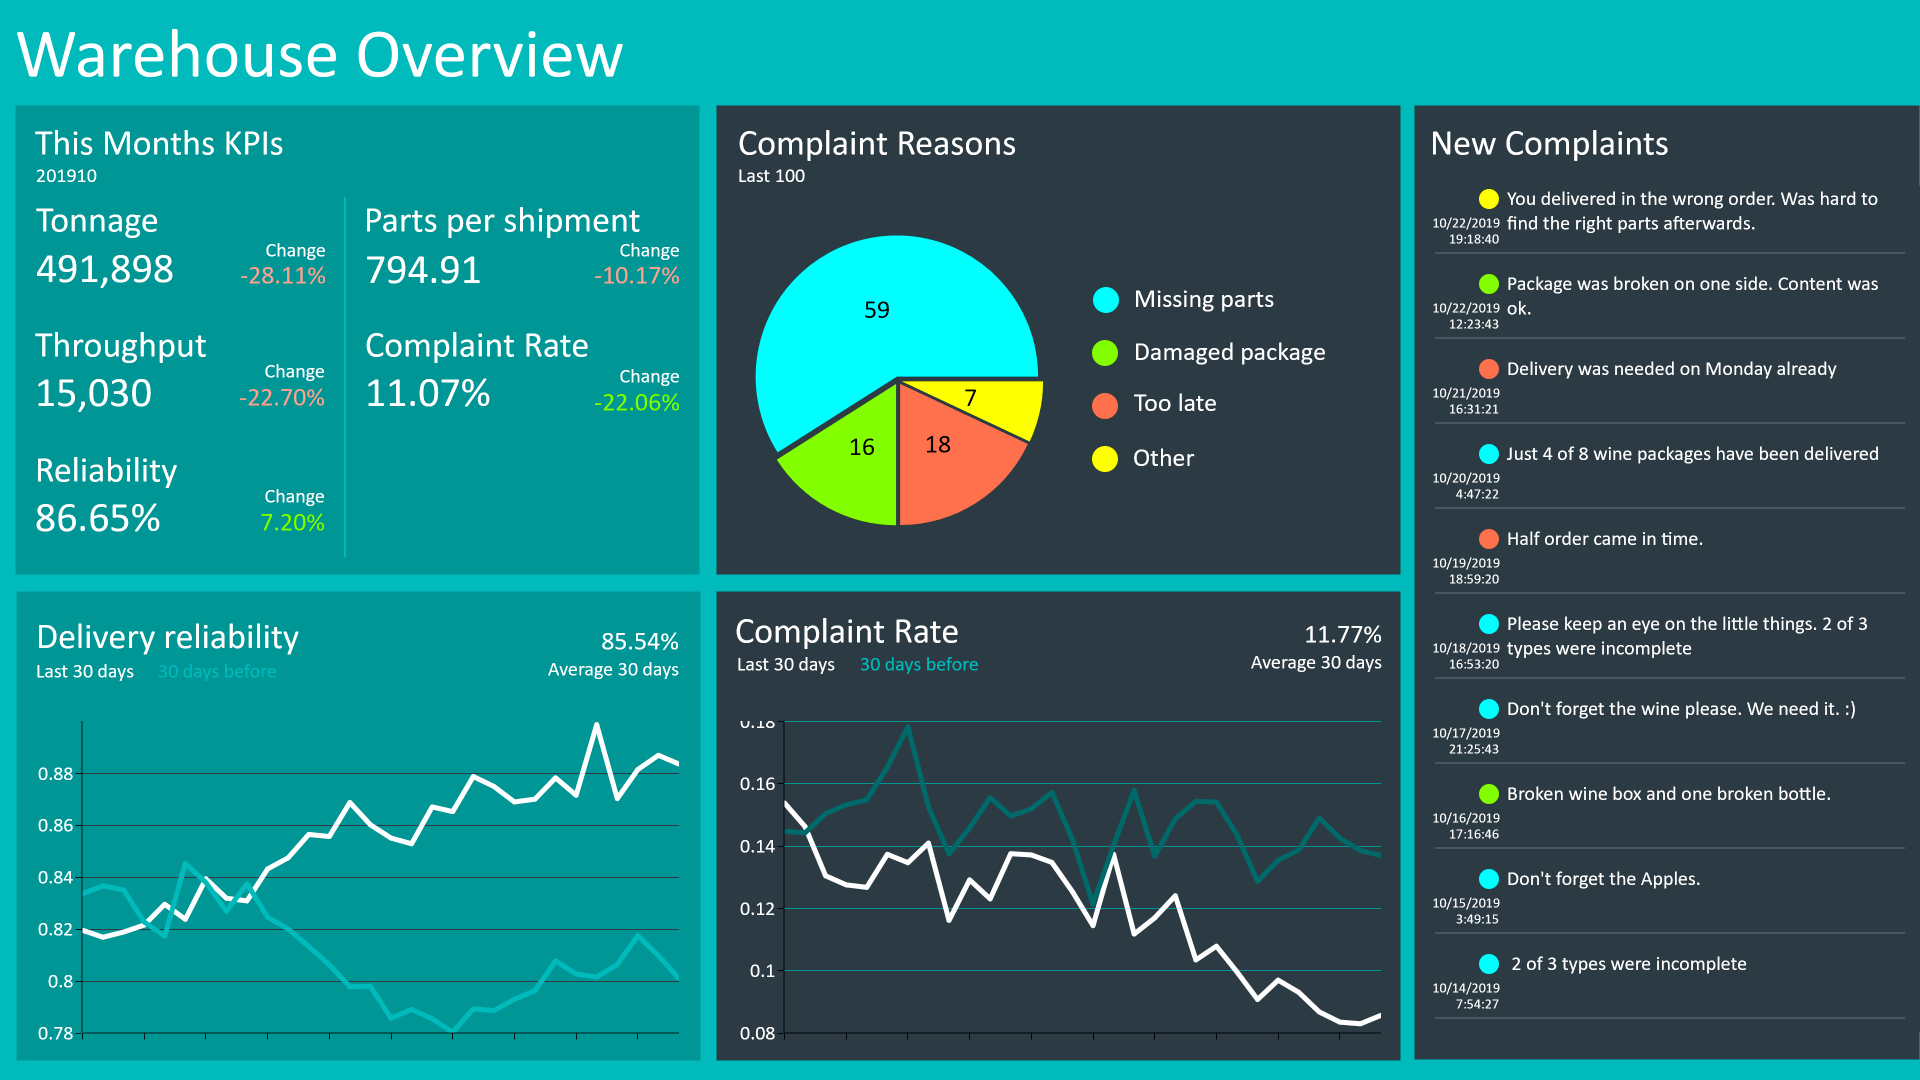 Warehouse Overview
This Months KPIs
201910
Tonnage
491,898
Change
-28.11%
Parts per shipment
794.91
Change
-10.17%
Throughput
15,030
Change
-22.70%
Complaint Rate
11.07%
Change
-22.06%
Reliability
86.65%
Change
7.20%
Complaint Reasons
Last 100
59
16
18
7
Missing parts
Damaged package
Too late
Other
Delivery reliability
Last 30 days
30 days before
85.54%
Average 30 days
0.88
0.86
0.84
0.82
0.8
0.78
Complaint Rate
Last 30 days
30 days before
11.77%
Average 30 days
0.18
0.16
0.14
0.12
0.1
0.08
New Complaints
You delivered in the wrong order. Was hard to
find the right parts afterwards.
10/22/2019
19:18:40
Package was broken on one side. Content was
ok.
10/22/2019
12:23:43
Delivery was needed on Monday already
10/21/2019
16:31:21
Just 4 of 8 wine packages have been delivered
10/20/2019
4:47:22
Half order came in time.
10/19/2019
18:59:20
Please keep an eye on the little things. 2 of 3
types were incomplete
10/18/2019
16:53:20
Don't forget the wine please. We need it. :)
10/17/2019
21:25:43
Broken wine box and one broken bottle.
10/16/2019
17:16:46
Don't forget the Apples.
10/15/2019
3:49:15
2 of 3 types were incomplete
10/14/2019
7:54:27